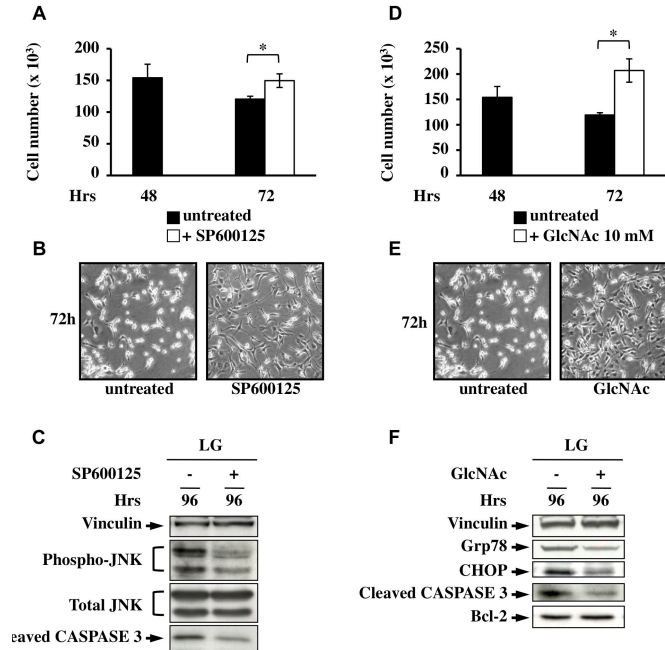 A
Cell number (x 10³)
200
150
100
50
0
*
Hrs
48
72
untreated
+ SP600125
B
72h
untreated
SP600125
C
LG
SP600125
- +
Hrs 96 96
Vinculin
Phospho-JNK
Total JNK
eaved CASPASE 3
D
Cell number (x 10³)
250
200
150
100
50
0
*
Hrs
48
72
untreated
+ GlcNAc 10 mM
E
72h
untreated
GlcNAc
F
LG
GlcNAc
- +
Hrs 96 96
Vinculin
Grp78
CHOP
Cleaved CASPASE 3
Bcl-2